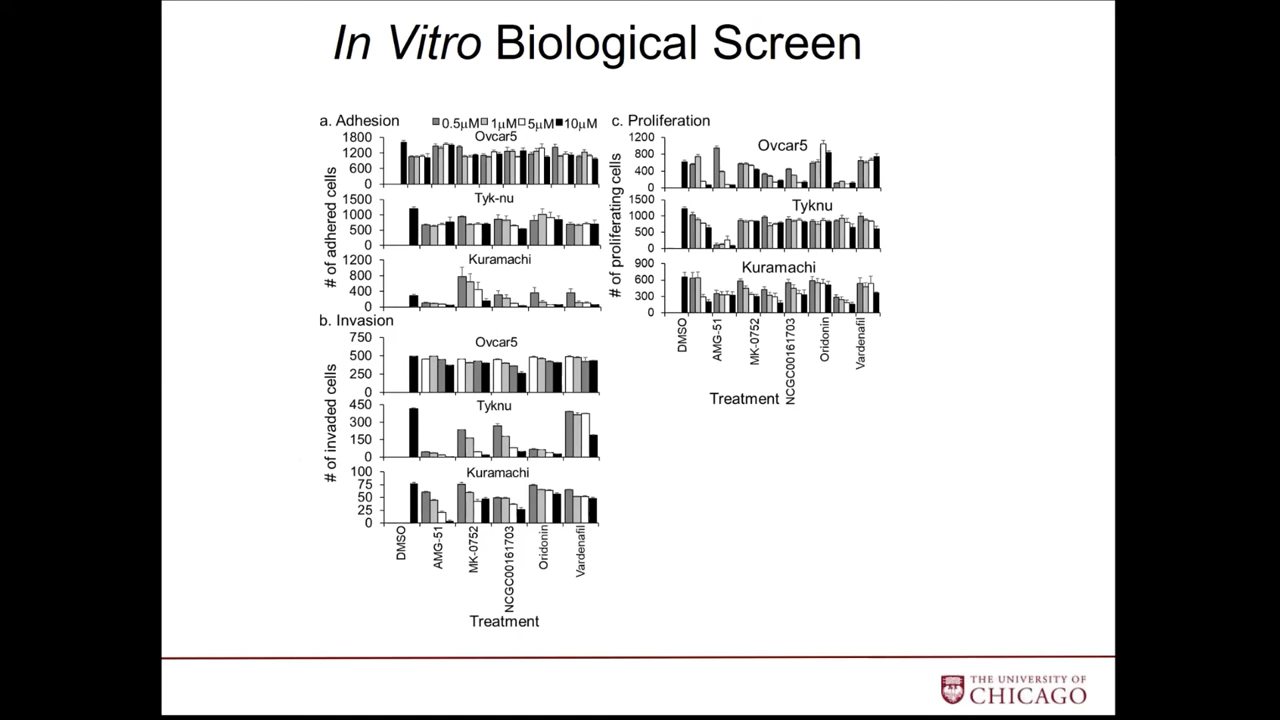 In Vitro Biological Screen
a. Adhesion
0.5µM 1µM 5µM 10µM
Ovcar5
1800
1200
600
0
Tyk-nu
1500
1000
500
0
Kuramachi
1200
800
400
0
# of adhered cells
b. Invasion
Ovcar5
750
500
250
0
Tyknu
450
300
150
0
Kuramachi
100
75
50
25
0
# of invaded cells
DMSO
AMG-51
MK-0752
NCGC00161703
Oridonin
Vardenafil
Treatment
c. Proliferation
Ovcar5
1200
800
400
0
Tyknu
1500
1000
500
0
Kuramachi
900
600
300
0
# of proliferating cells
DMSO
AMG-51
MK-0752
NCGC00161703
Oridonin
Vardenafil
Treatment
THE UNIVERSITY OF
CHICAGO